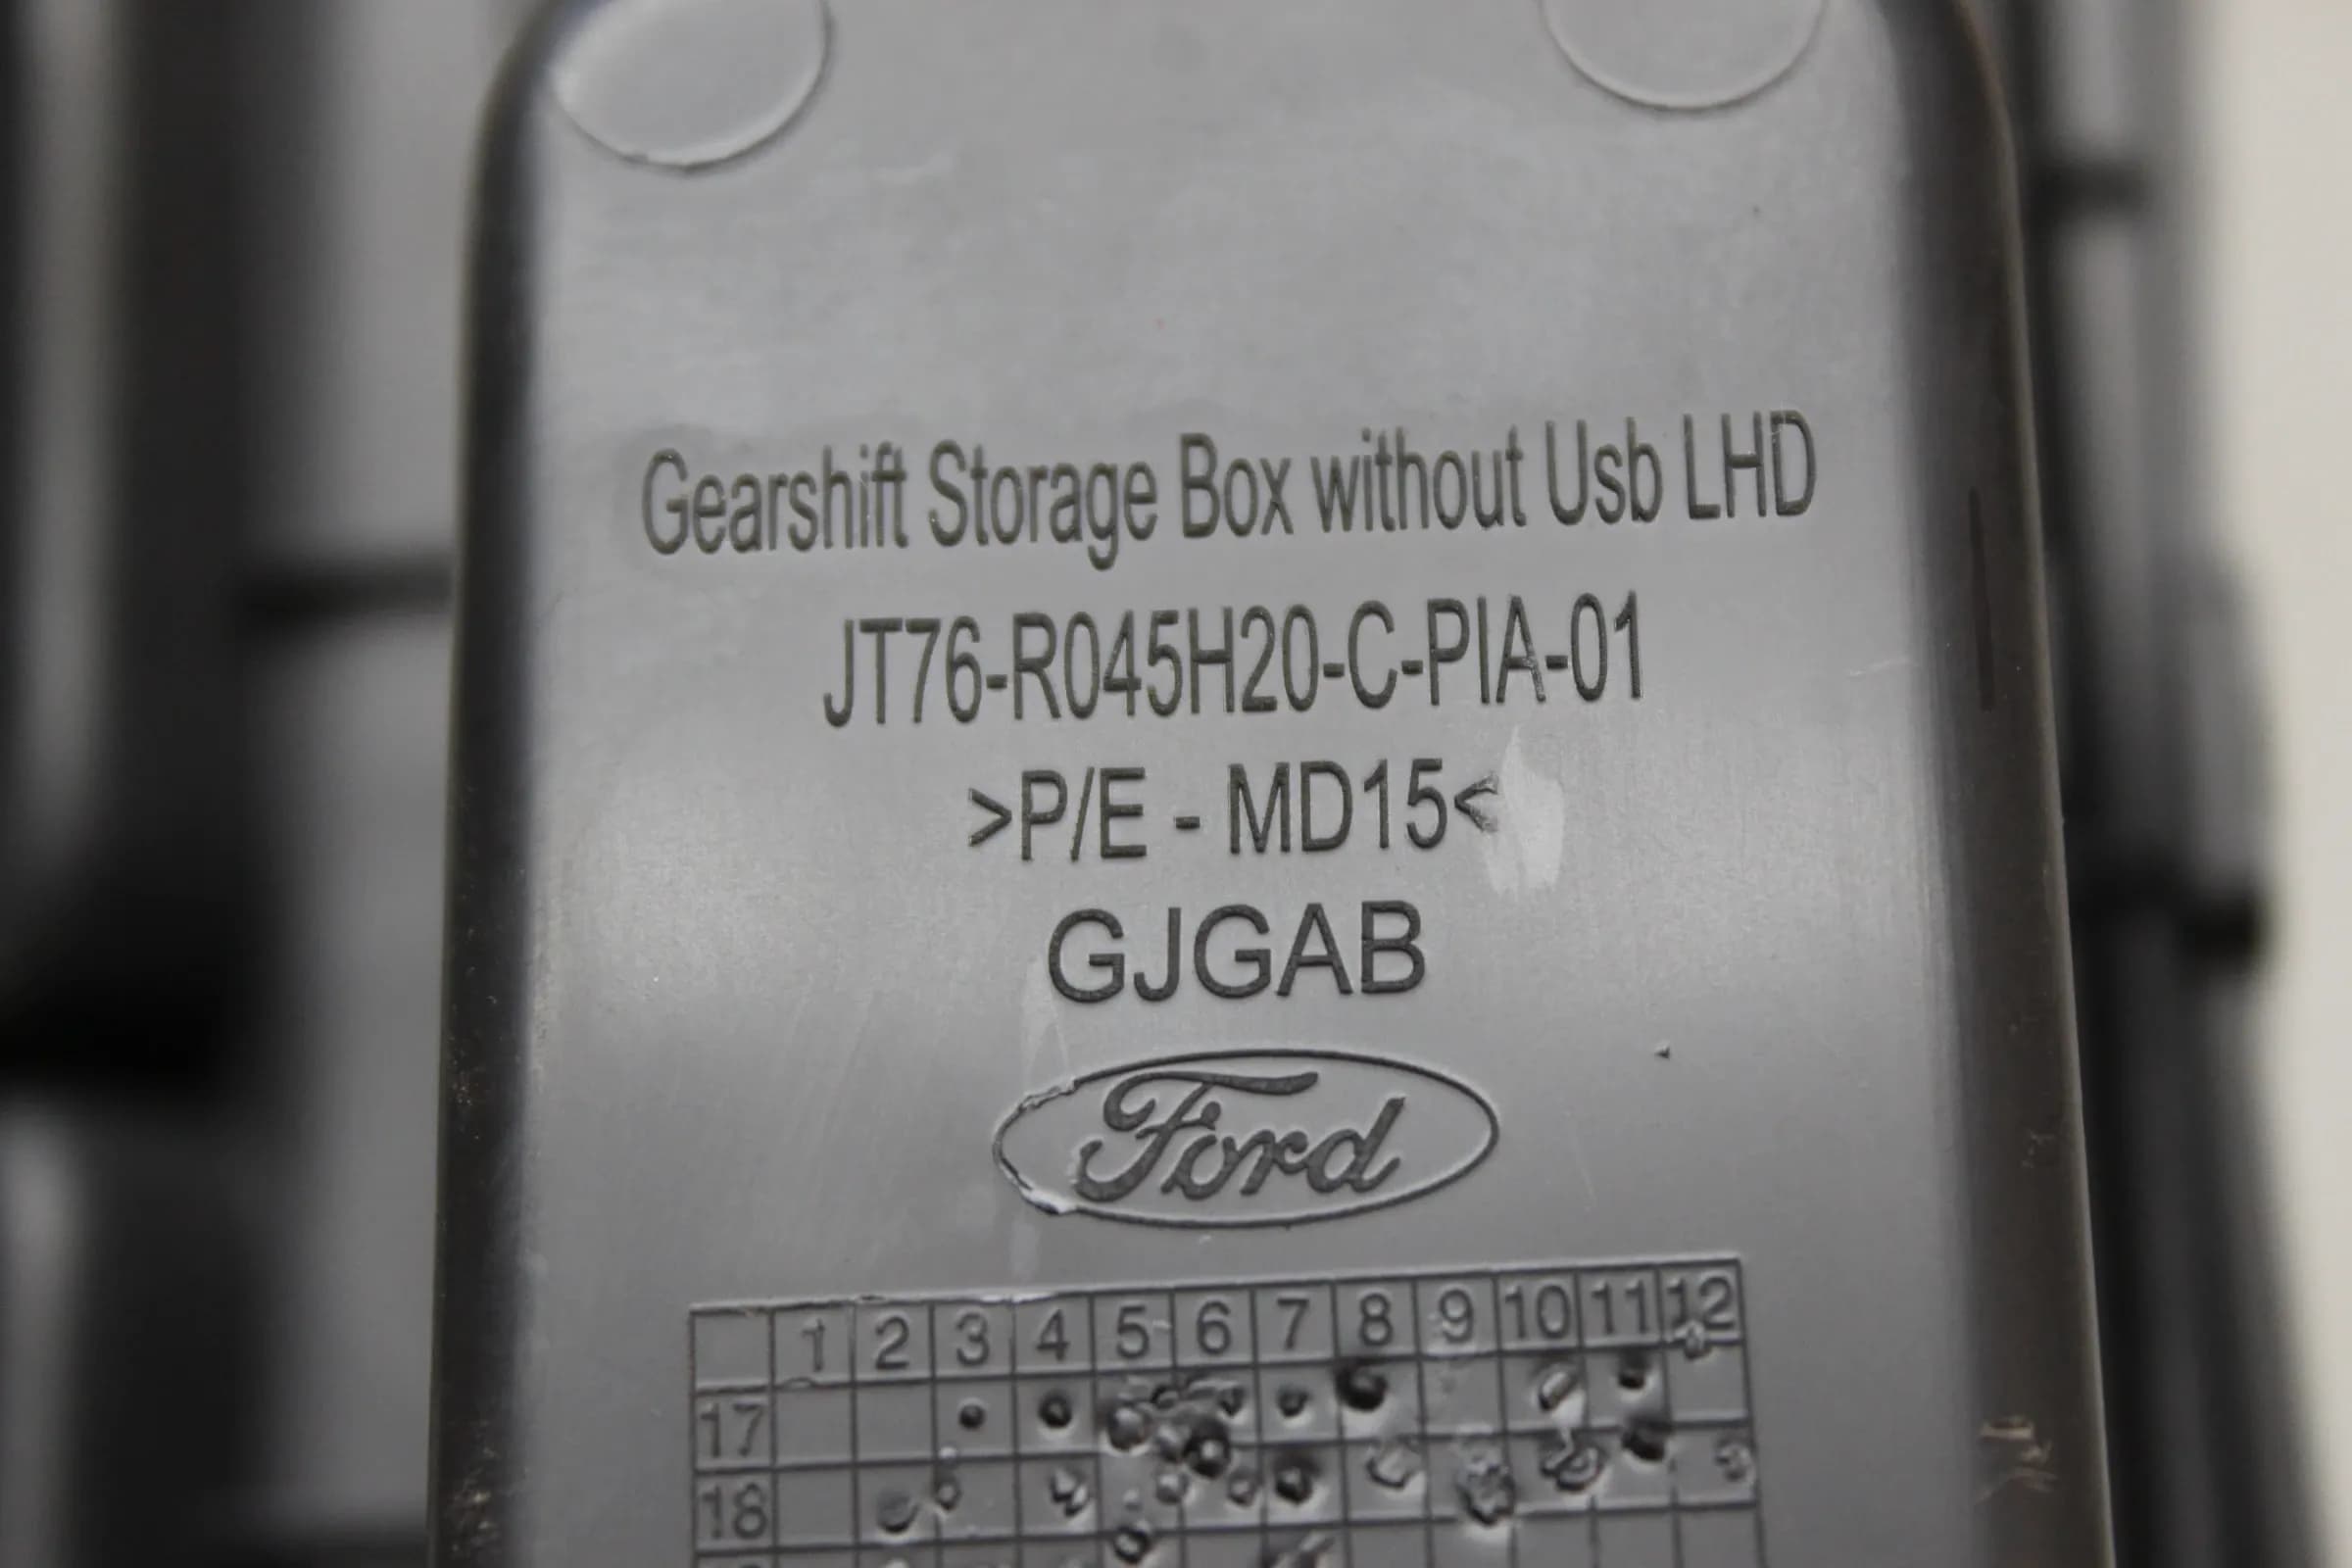 Gearshift Storage Box without Usb LHD
JT76-R045H20-C-PIA-01
>P/E - MD15<
GJGAB
Ford
1 2 3 4 5 6 7 8 9 10 11 12
17
18